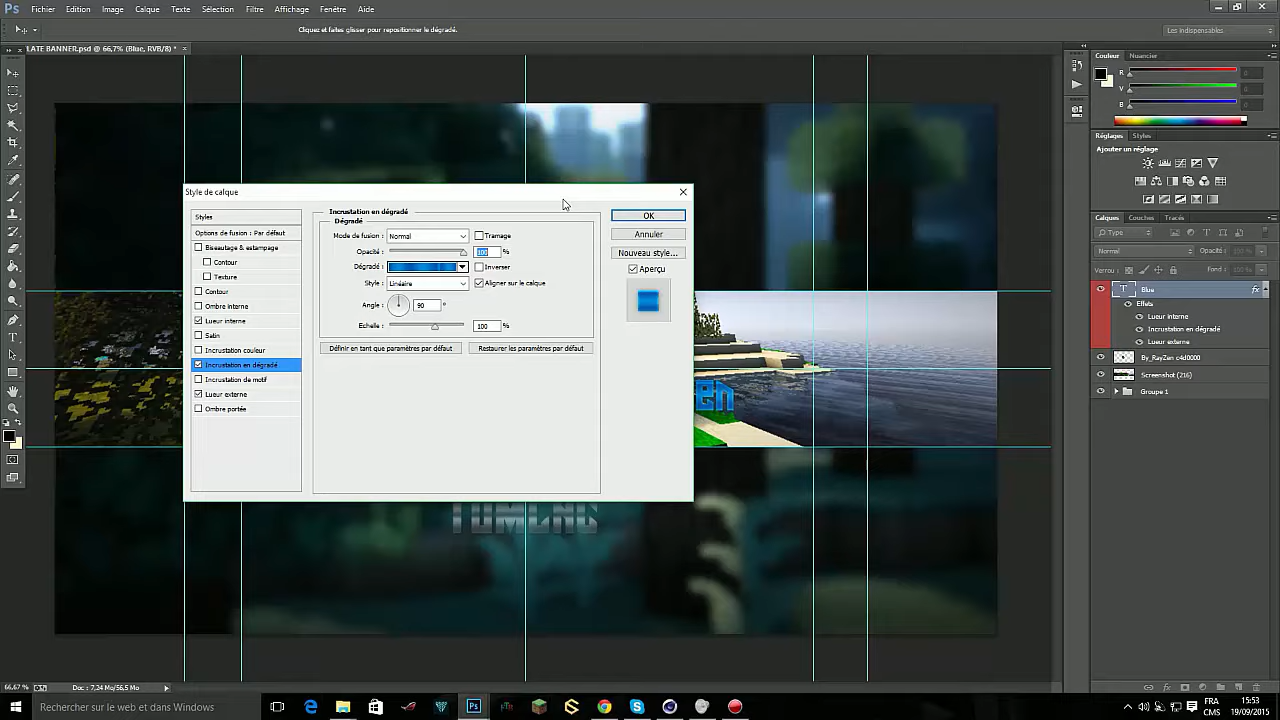 Ps Fichier Edition Image Calque Texte Sélection Filtre Affichage Fenêtre Aide
Cliquez et faites glisser pour repositionner le dégradé.
Les indispensables
LATE BANNER.psd @ 66,7% (Blue, RVB/8) *
Couleur Nuancier
R
V
B
Réglages Styles
Ajouter un réglage
Style de calque
Styles
Options de fusion : Par défaut
Biseautage & estampage
Contour
Texture
Contour
Ombre interne
Lueur interne
Satin
Incrustation couleur
Incrustation en dégradé
Incrustation de motif
Lueur externe
Ombre portée
Incrustation en dégradé
Dégradé
Mode de fusion : Normal Tramage
Opacité : 100 %
Dégradé : Inverser
Style : Linéaire Aligner sur le calque
Angle : 90 °
Echelle : 100 %
Définir en tant que paramètres par défaut Restaurer les paramètres par défaut
OK
Annuler
Nouveau style...
Aperçu
Calques Couches Tracés
Type
Normal Opacité : 100 %
Verrou : Fond :
Blue fx
Effets
Lueur interne
Incrustation en dégradé
Lueur externe
By_RayZen c4d0000
Screenshot (216)
Groupe 1
en
66,67 % Doc : 7,24 Mo/56,5 Mo
Rechercher sur le web et dans Windows
FRA
CMS
15:53
19/09/2015